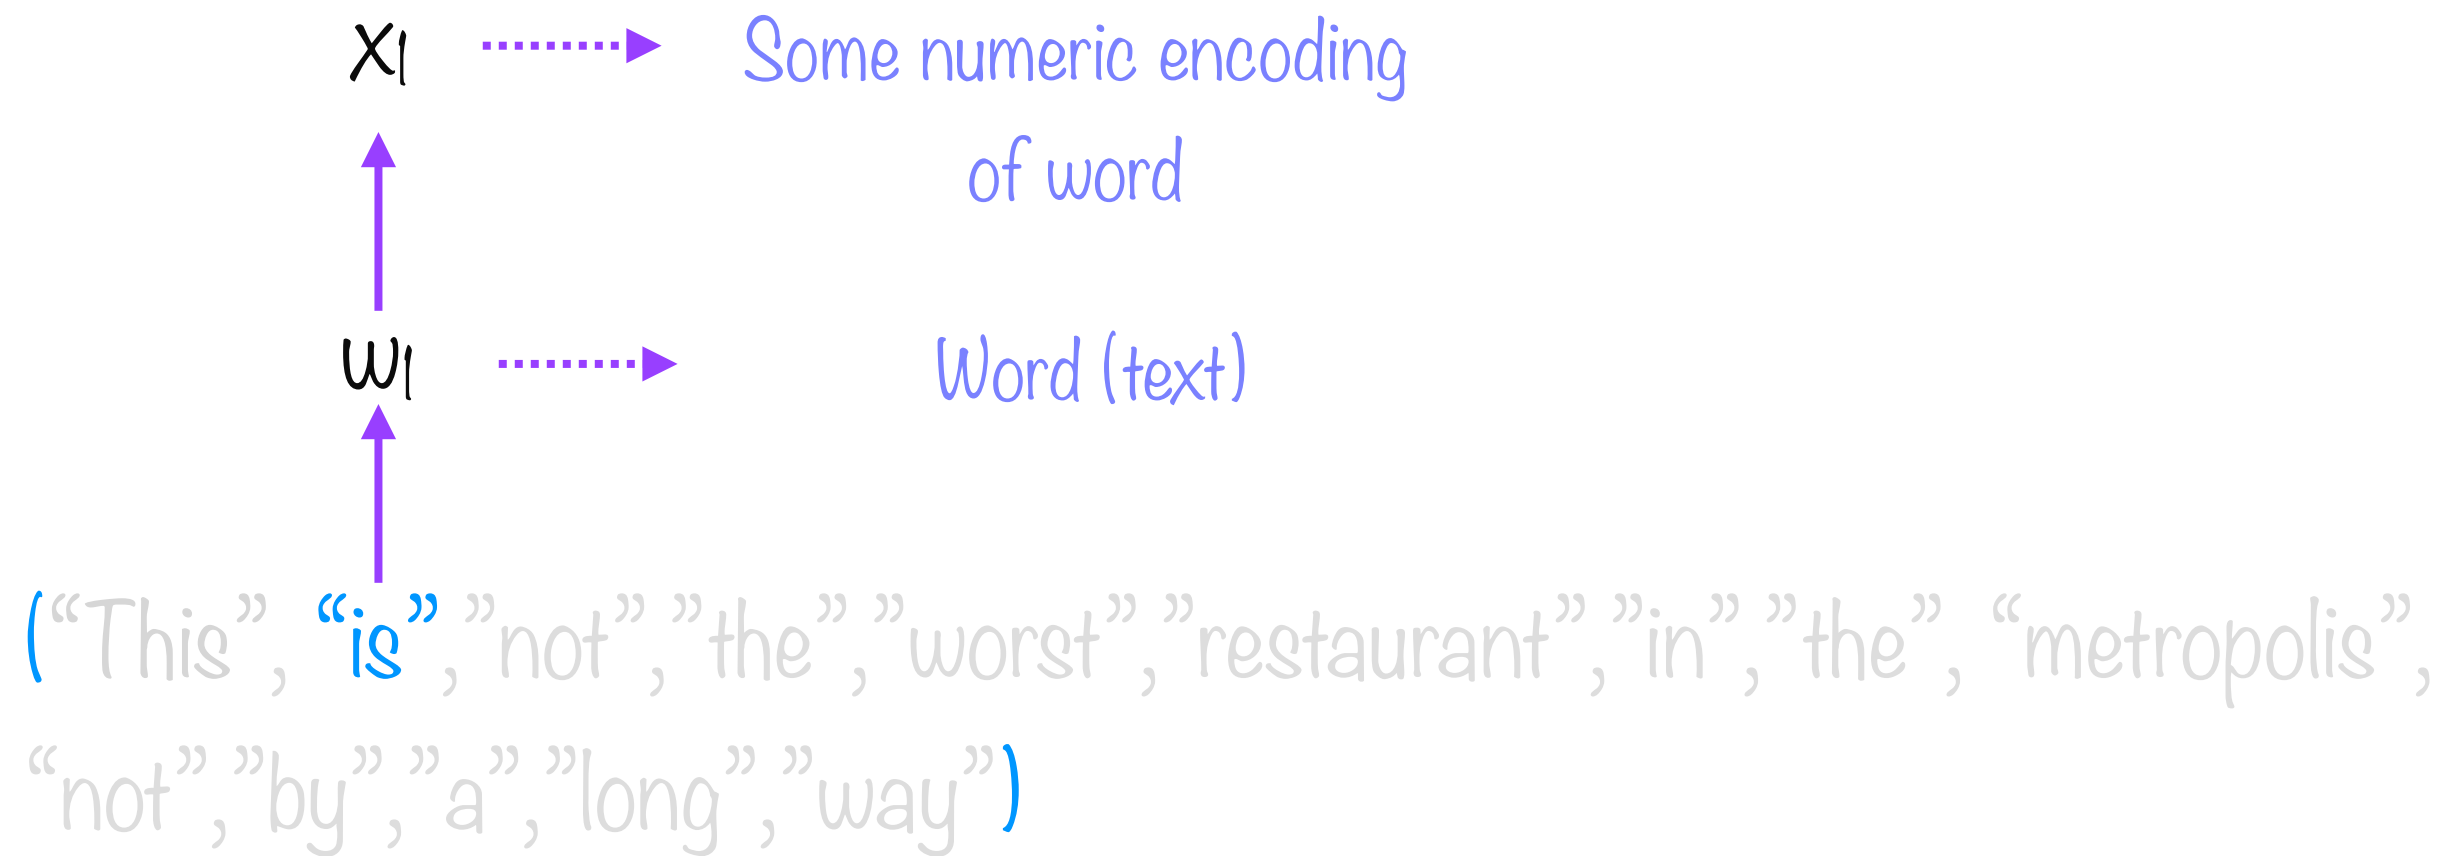 x1 Some numeric encoding
of word
w1 Word (text)
(“This”, “is”,”not”,”the”,”worst”,”restaurant”,”in”,”the”, “metropolis”,
“not”,”by”,”a”,”long”,”way”)